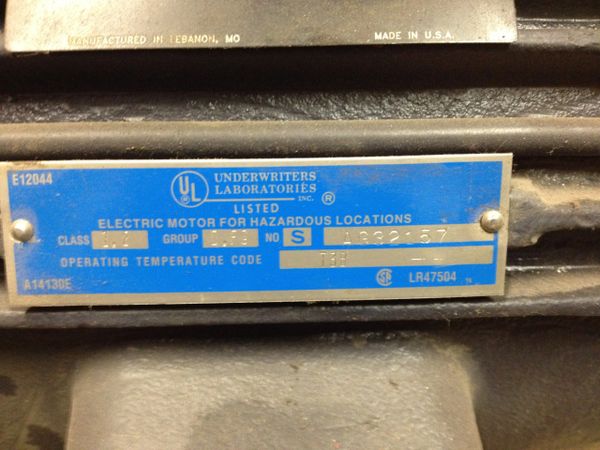 MANUFACTURED IN LEBANON, MO MADE IN U.S.A.
E12044
UL UNDERWRITERS
LABORATORIES
INC. ®
LISTED
ELECTRIC MOTOR FOR HAZARDOUS LOCATIONS
CLASS GROUP NO S
OPERATING TEMPERATURE CODE
A14130E SA LR47504